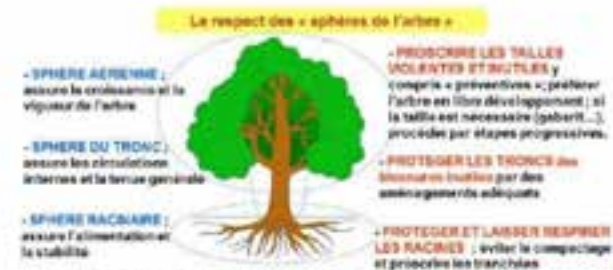 Le respect des « sphères de l'arbre »
- SPHERE AERIENNE :
assure la croissance et la
vigueur de l'arbre
- SPHERE DU TRONC :
assure les circulations
internes et la tenue générale
- SPHERE RACINAIRE :
assure l'alimentation et
la stabilité
- PROSCRIRE LES TAILLES
VIOLENTES ET INUTILES y
compris « préventives »; préférer
l'arbre en libre développement ; si
la taille est nécessaire (gabarit...),
procéder par étapes progressives.
- PROTEGER LES TRONCS des
blessures inutiles par des
aménagements adéquats
- PROTEGER ET LAISSER RESPIRER
LES RACINES : éviter le compactage
et proscrire les tranchées